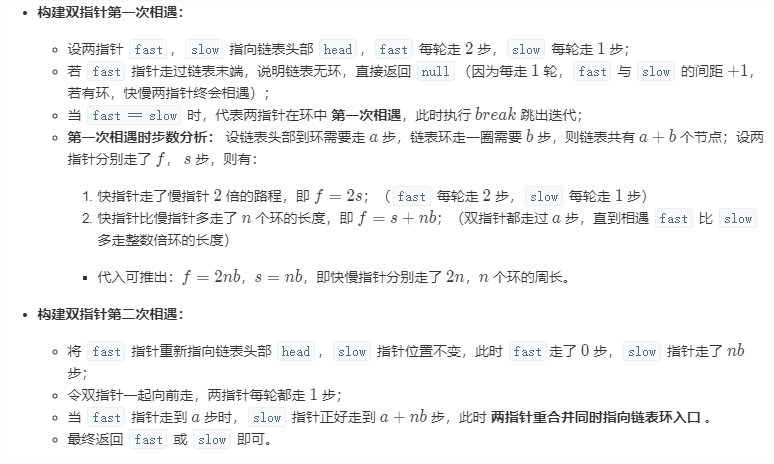 构建双指针第一次相遇：
设两指针 fast ，slow 指向链表头部 head ，fast 每轮走 2 步，slow 每轮走 1 步；
若 fast 指针走过链表末端，说明链表无环，直接返回 null （因为每走 1 轮，fast 与 slow 的间距 +1，
若有环，快慢两指针终会相遇）；
当 fast = slow 时，代表两指针在环中 第一次相遇，此时执行 break 跳出迭代；
第一次相遇时步数分析： 设链表头部到环需要走 a 步，链表环走一圈需要 b 步，则链表共有 a + b 个节点；设两
指针分别走了 f， s 步，则有：
1. 快指针走了慢指针 2 倍的路程，即 f = 2s；（ fast 每轮走 2 步，slow 每轮走 1 步）
2. 快指针比慢指针多走了 n 个环的长度，即 f = s + nb；（双指针都走过 a 步，直到相遇 fast 比 slow
多走整数倍环的长度）
代入可推出：f = 2nb，s = nb，即快慢指针分别走了 2n，n 个环的周长。
构建双指针第二次相遇：
将 fast 指针重新指向链表头部 head ，slow 指针位置不变，此时 fast 走了 0 步，slow 指针走了 nb
步；
令双指针一起向前走，两指针每轮都走 1 步；
当 fast 指针走到 a 步时，slow 指针正好走到 a + nb 步，此时 两指针重合并同时指向链表环入口 。
最终返回 fast 或 slow 即可。